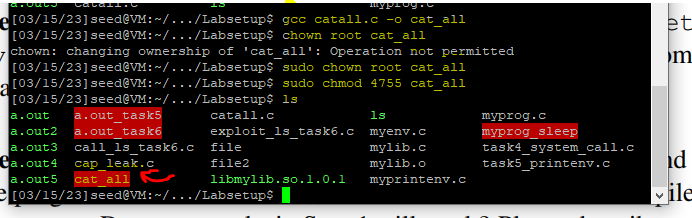 a.out5 catall.c ls myprog.c
[03/15/23]seed@VM:~/.../Labsetup$ gcc catall.c -o cat_all
[03/15/23]seed@VM:~/.../Labsetup$ chown root cat_all
chown: changing ownership of 'cat_all': Operation not permitted
[03/15/23]seed@VM:~/.../Labsetup$ sudo chown root cat_all
[03/15/23]seed@VM:~/.../Labsetup$ sudo chmod 4755 cat_all
[03/15/23]seed@VM:~/.../Labsetup$ ls
a.out a.out_task5 catall.c ls myprog.c
a.out2 a.out_task6 exploit_ls_task6.c myenv.c myprog_sleep
a.out3 call_ls_task6.c file mylib.c task4_system_call.c
a.out4 cap_leak.c file2 mylib.o task5_printenv.c
a.out5 cat_all libmylib.so.1.0.1 myprintenv.c
[03/15/23]seed@VM:~/.../Labsetup$